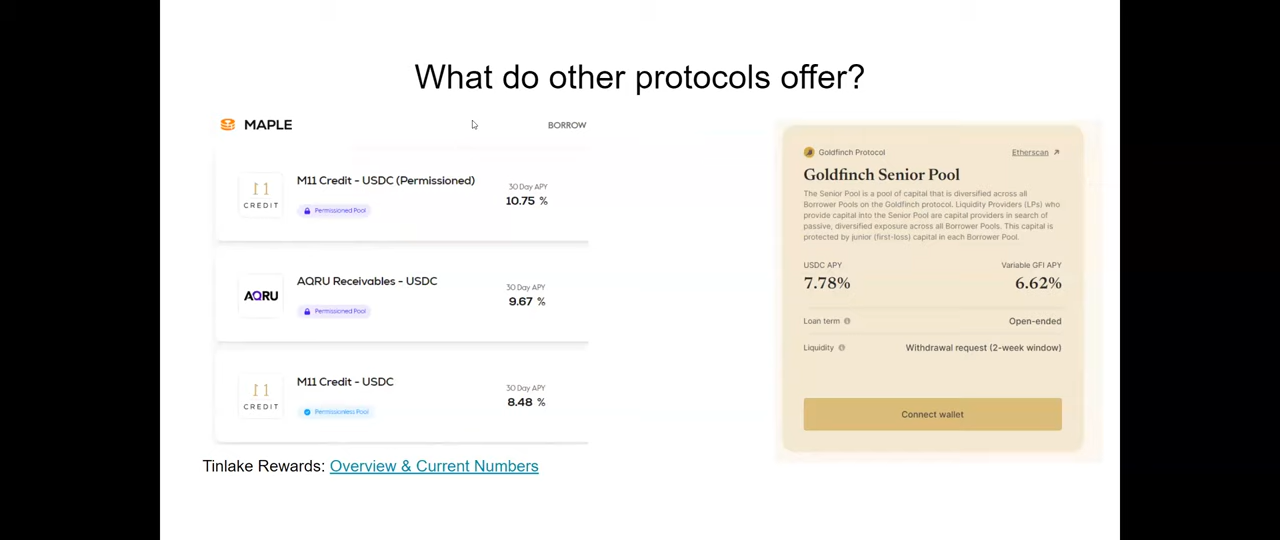 What do other protocols offer?
MAPLE
BORROW
CREDIT
M11 Credit - USDC (Permissioned)
Permissioned Pool
30 Day APY
10.75 %
AQRU
AQRU Receivables - USDC
Permissioned Pool
30 Day APY
9.67 %
CREDIT
M11 Credit - USDC
Permissionless Pool
30 Day APY
8.48 %
Goldfinch Protocol
Etherscan
Goldfinch Senior Pool
The Senior Pool is a pool of capital that is diversified across all
Borrower Pools on the Goldfinch protocol. Liquidity Providers (LPs) who
provide capital into the Senior Pool are capital providers in search of
passive, diversified exposure across all Borrower Pools. This capital is
protected by junior (first-loss) capital in each Borrower Pool.
USDC APY
Variable GFI APY
7.78%
6.62%
Loan term
Open-ended
Liquidity
Withdrawal request (2-week window)
Connect wallet
Tinlake Rewards: Overview & Current Numbers